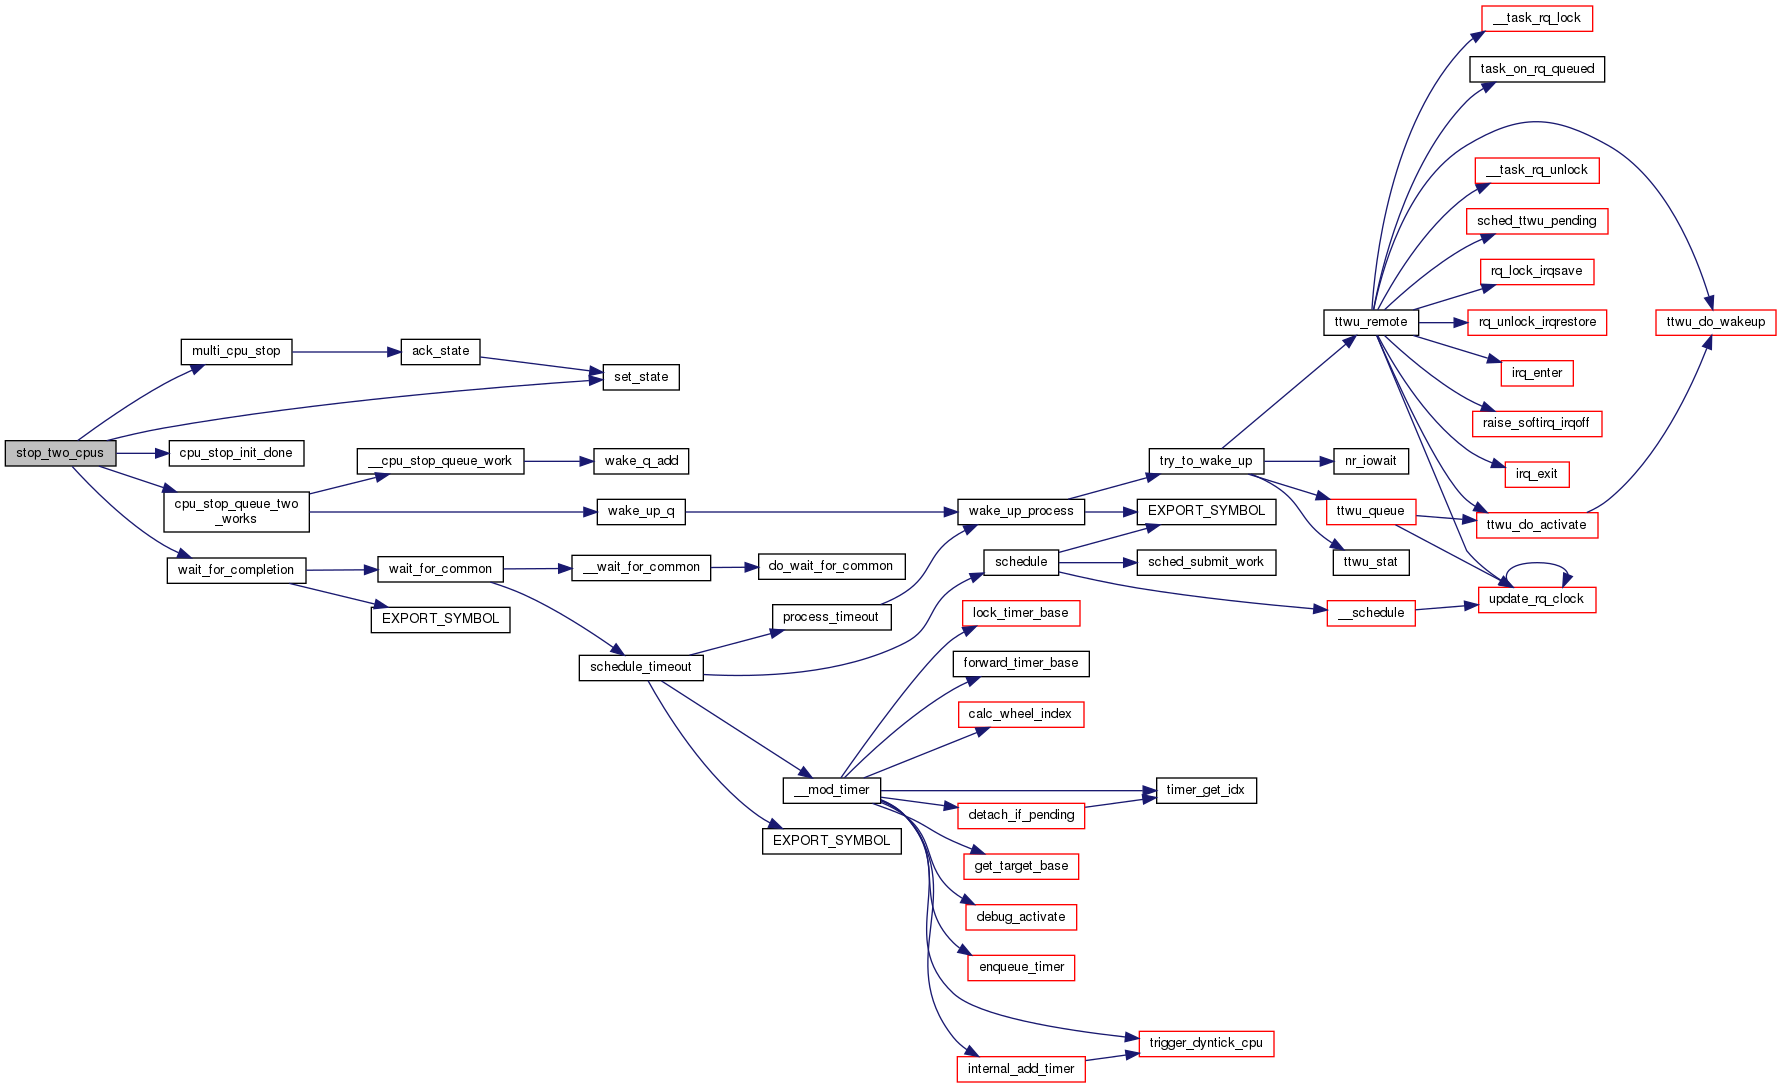 __task_rq_lock
task_on_rq_queued
__task_rq_unlock
sched_ttwu_pending
rq_lock_irqsave
ttwu_remote
rq_unlock_irqrestore
ttwu_do_wakeup
multi_cpu_stop
ack_state
irq_enter
set_state
raise_softirq_irqoff
stop_two_cpus
cpu_stop_init_done
__cpu_stop_queue_work
wake_q_add
try_to_wake_up
nr_iowait
irq_exit
cpu_stop_queue_two
_works
wake_up_q
wake_up_process
EXPORT_SYMBOL
ttwu_queue
ttwu_do_activate
wait_for_completion
wait_for_common
__wait_for_common
do_wait_for_common
schedule
sched_submit_work
ttwu_stat
update_rq_clock
EXPORT_SYMBOL
process_timeout
lock_timer_base
__schedule
schedule_timeout
forward_timer_base
calc_wheel_index
__mod_timer
timer_get_idx
detach_if_pending
EXPORT_SYMBOL
get_target_base
debug_activate
enqueue_timer
trigger_dyntick_cpu
internal_add_timer